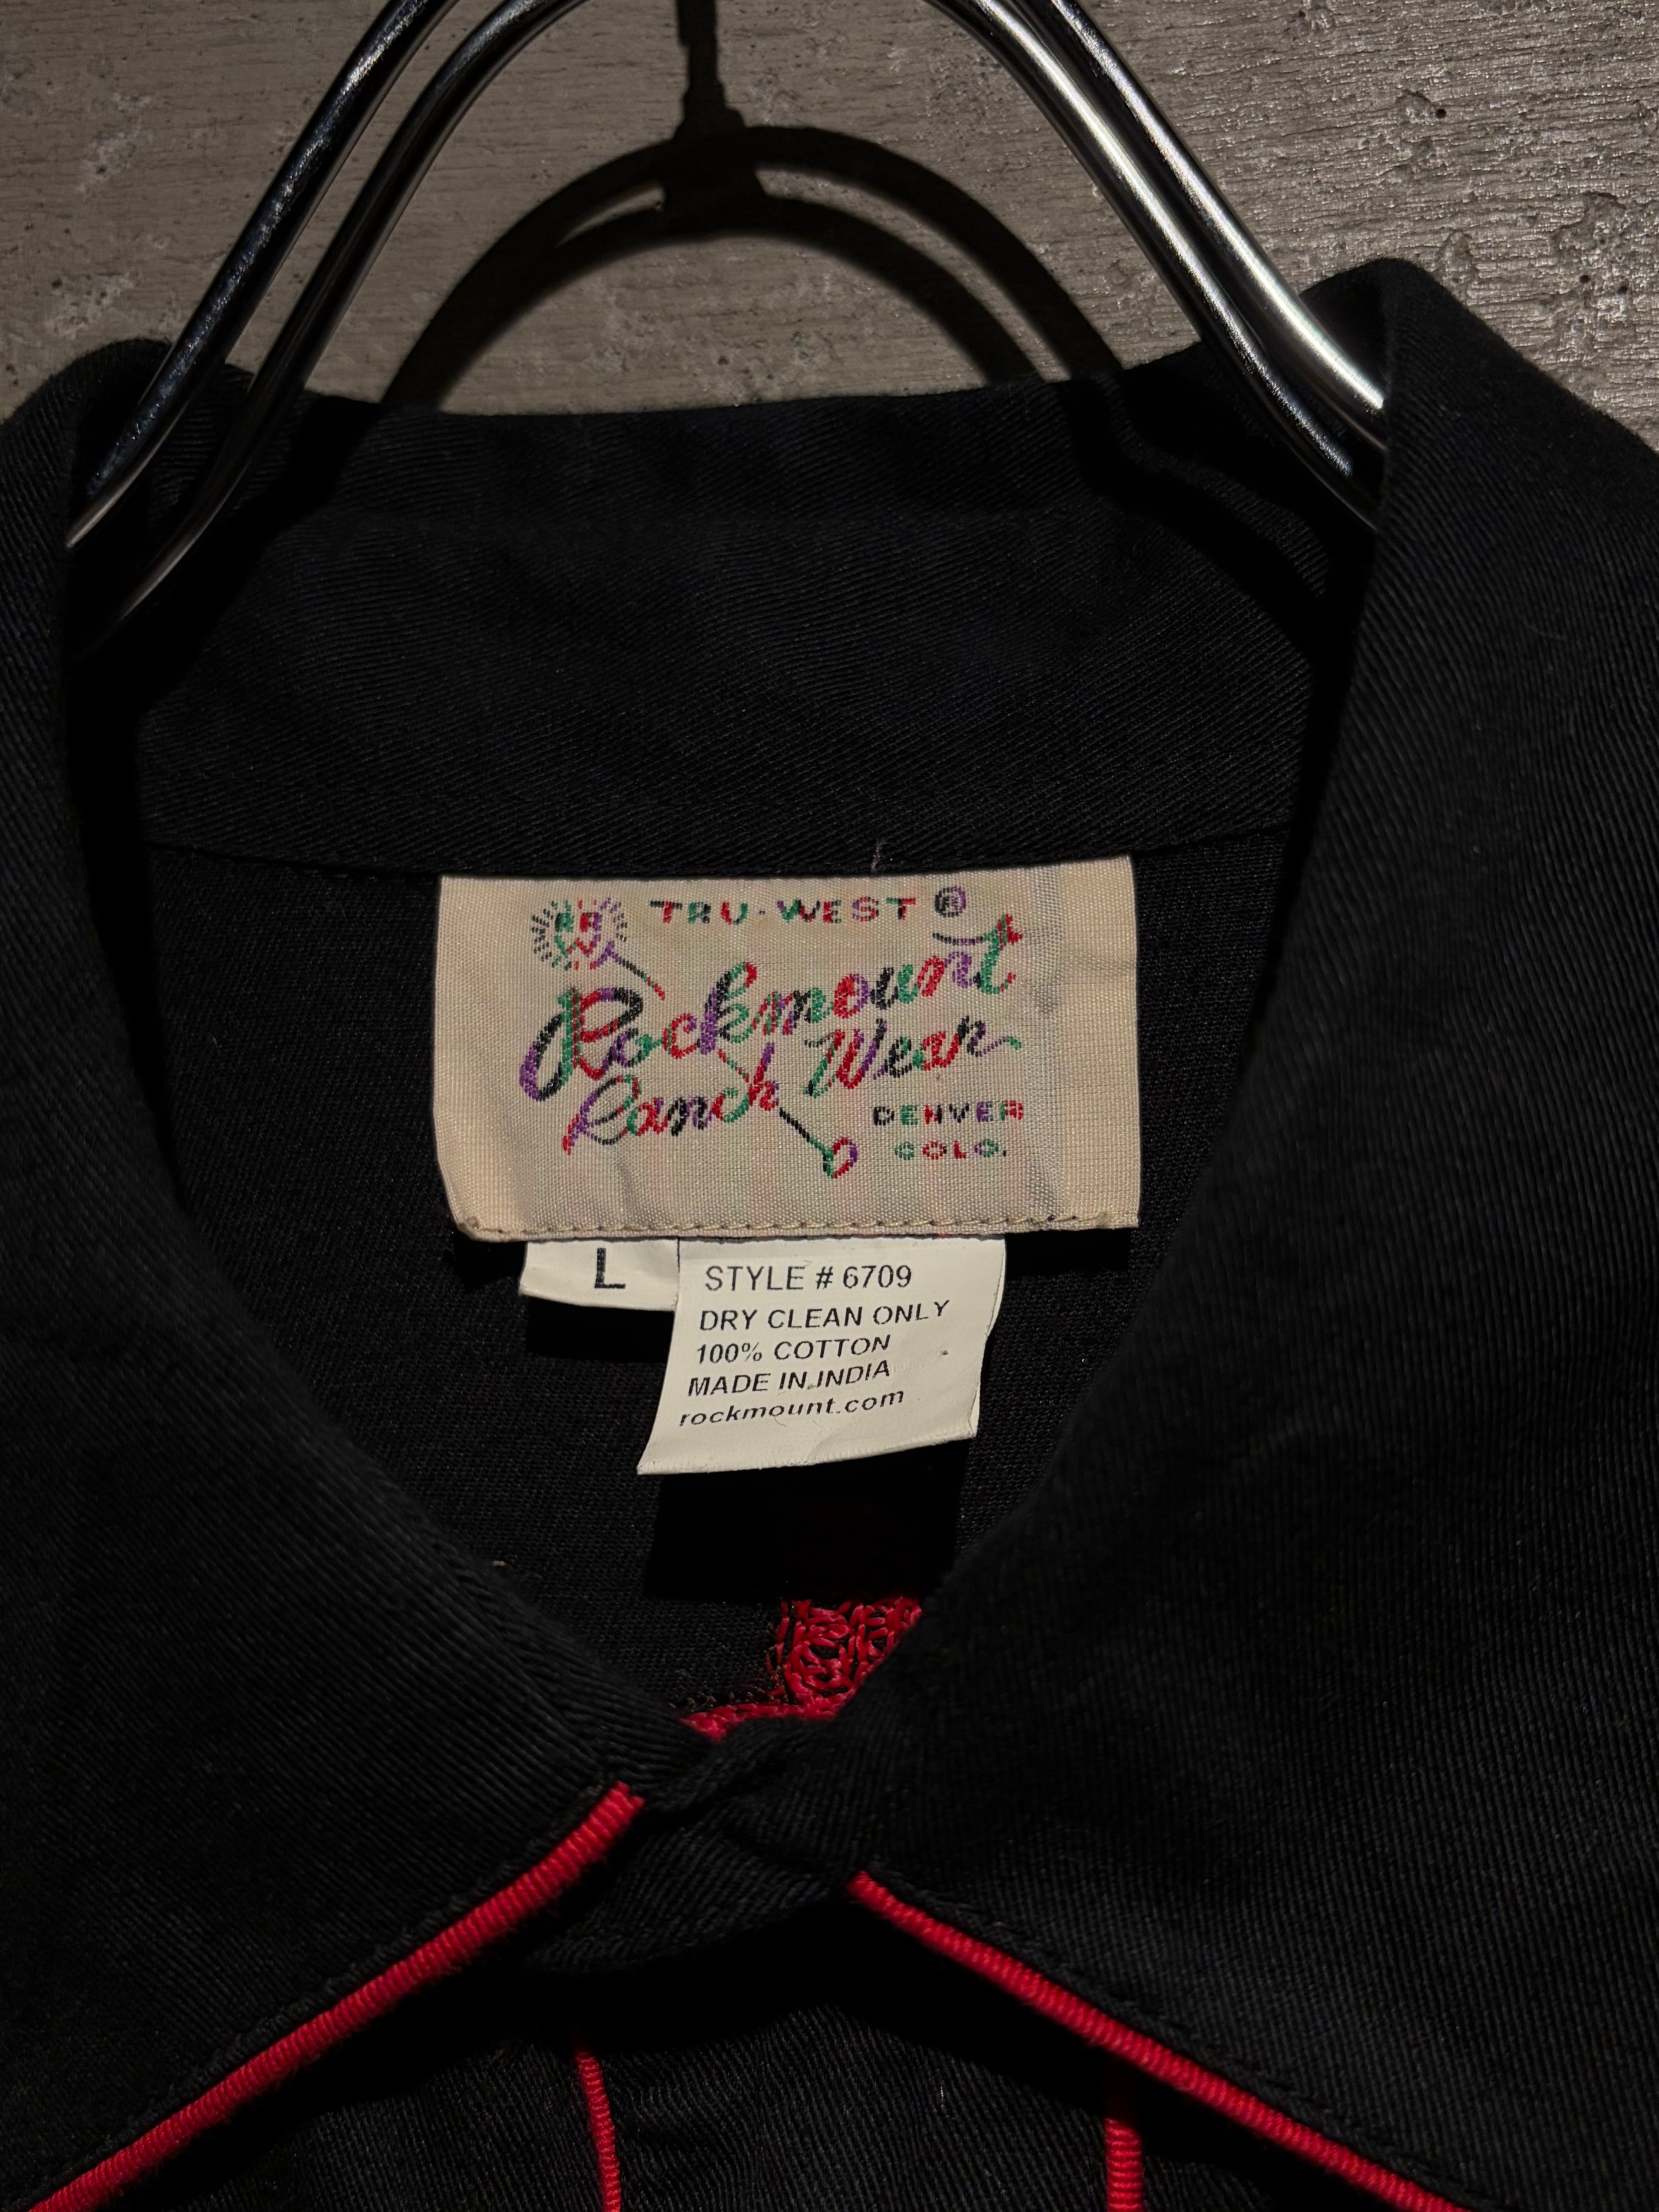 RR
W
TRU-WEST ®
Rockmount
Ranch Wear
DENVER
COLO.
L
STYLE # 6709
DRY CLEAN ONLY
100% COTTON
MADE IN INDIA
rockmount.com